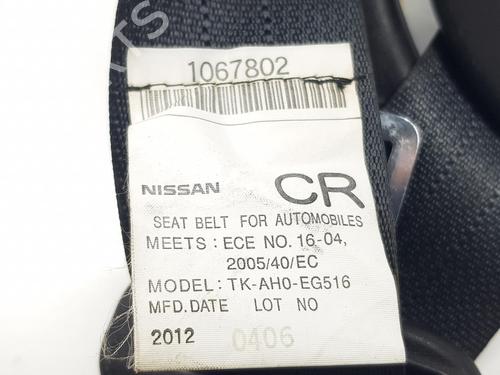 1067802
NISSAN CR
SEAT BELT FOR AUTOMOBILES
MEETS : ECE NO. 16-04,
2005/40/EC
MODEL: TK-AH0-EG516
MFD.DATE LOT NO
2012 0406